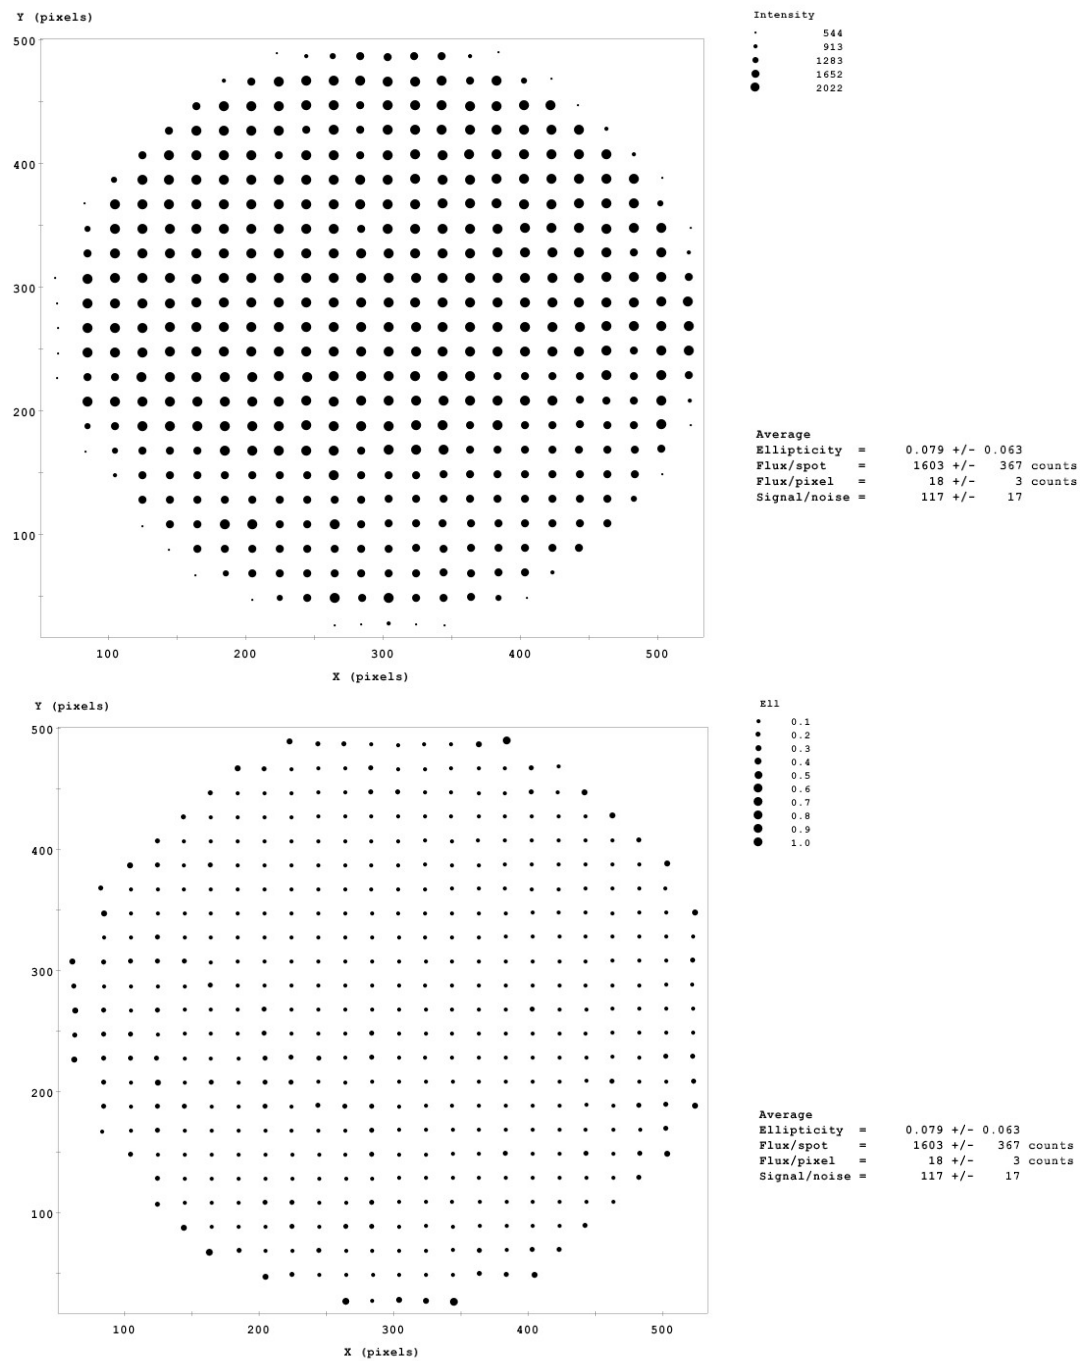 Y (pixels)
500
400
300
200
100
100 200 300 400 500
X (pixels)
Intensity
544
913
1283
1652
2022
Average
Ellipticity = 0.079 +/- 0.063
Flux/spot = 1603 +/- 367 counts
Flux/pixel = 18 +/- 3 counts
Signal/noise = 117 +/- 17
Y (pixels)
500
400
300
200
100
100 200 300 400 500
X (pixels)
Ell
0.1
0.2
0.3
0.4
0.5
0.6
0.7
0.8
0.9
1.0
Average
Ellipticity = 0.079 +/- 0.063
Flux/spot = 1603 +/- 367 counts
Flux/pixel = 18 +/- 3 counts
Signal/noise = 117 +/- 17